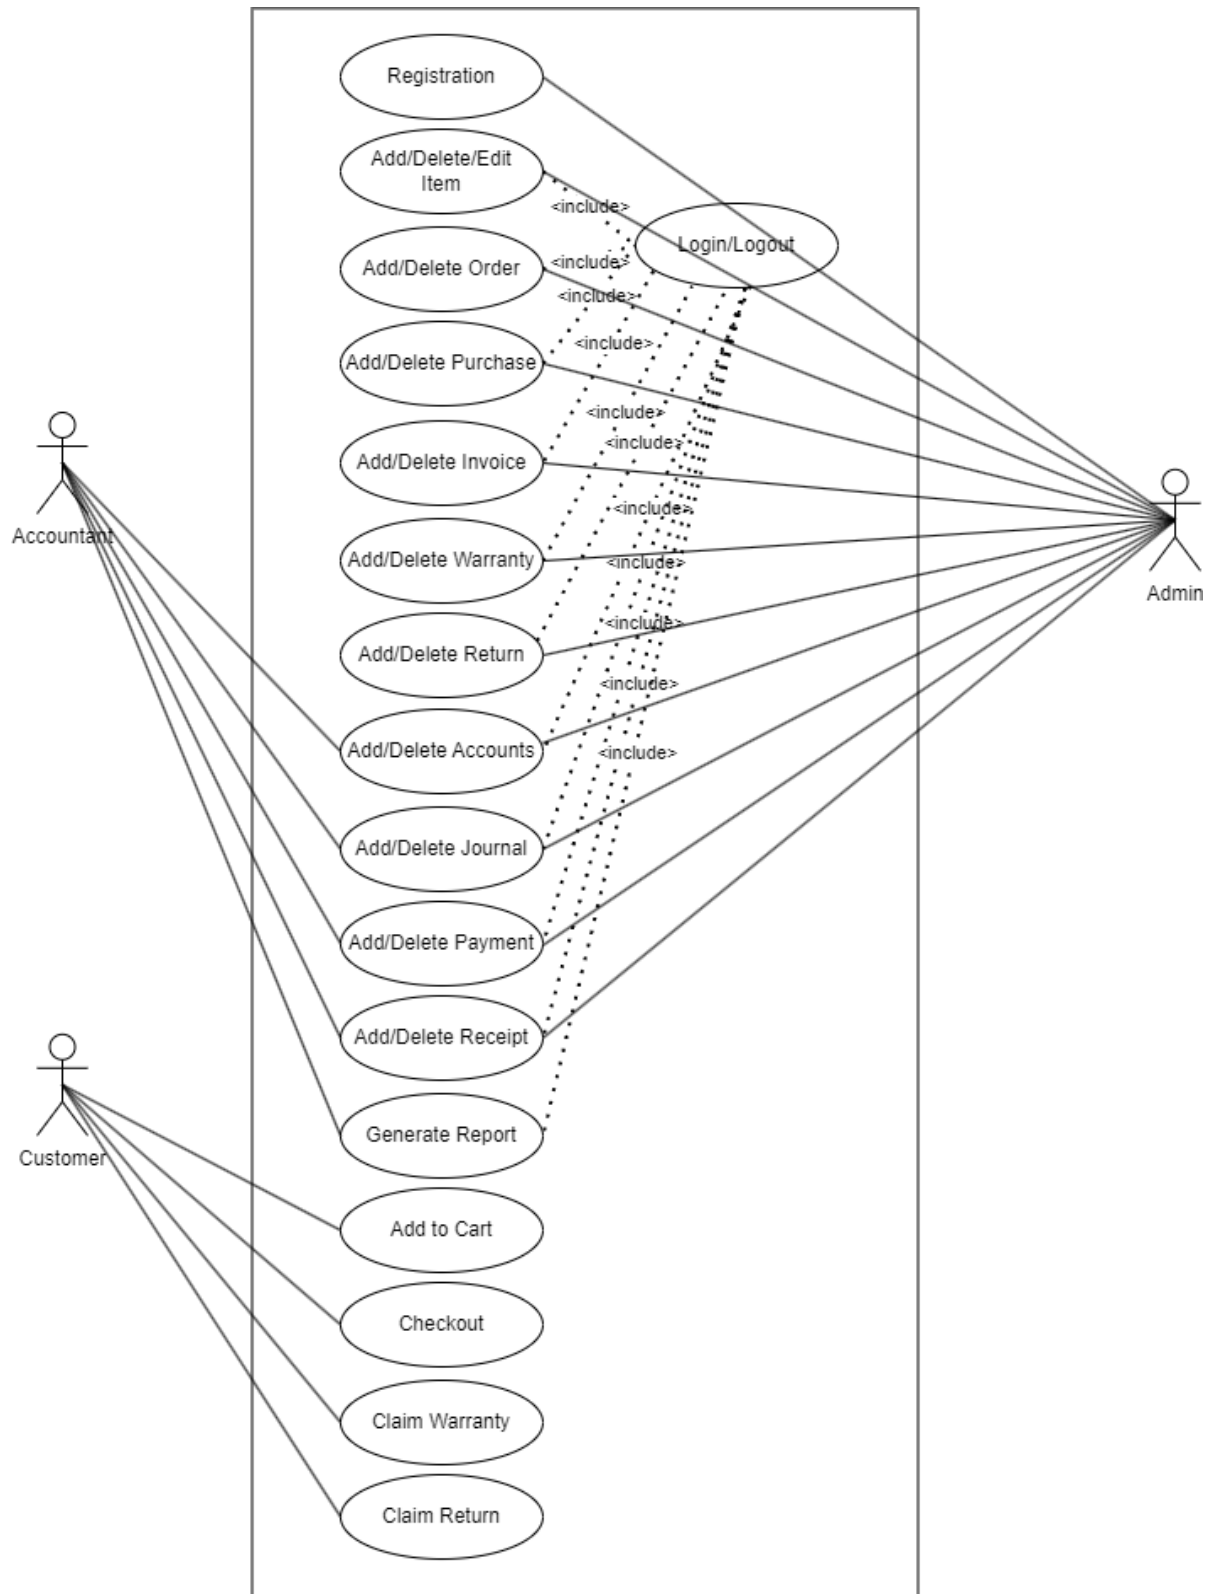 Registration
Add/Delete/Edit
Item
<include>
Login/Logout
<include>
Add/Delete Order
<include>
<include>
Add/Delete Purchase
<include>
<include>
Add/Delete Invoice
Accountant
<include>
Add/Delete Warranty
<include>
Admin
<include>
Add/Delete Return
<include>
Add/Delete Accounts
<include>
Add/Delete Journal
Add/Delete Payment
Add/Delete Receipt
Generate Report
Customer
Add to Cart
Checkout
Claim Warranty
Claim Return